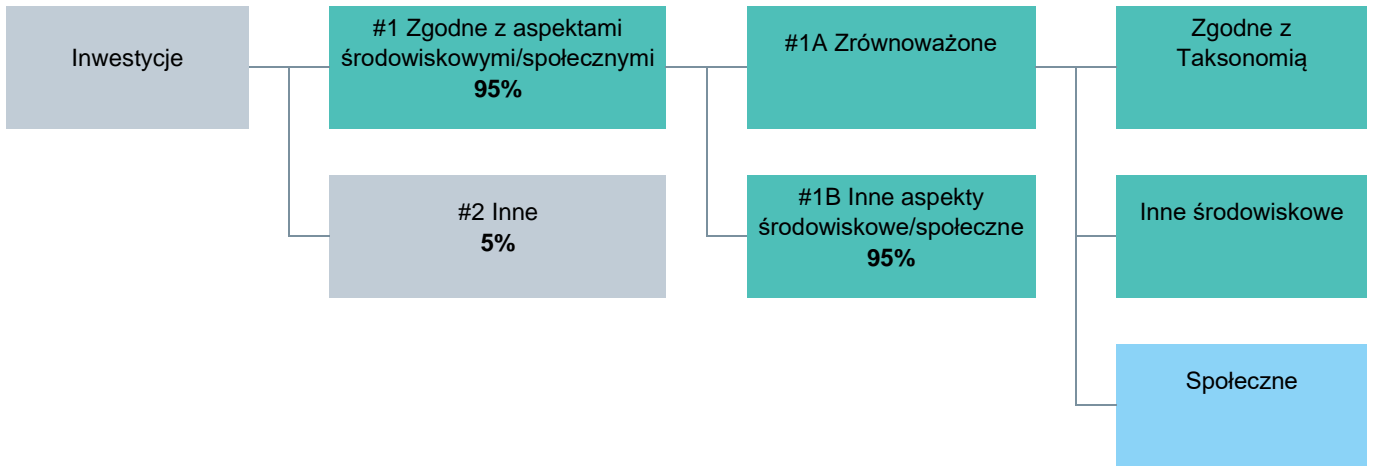 Inwestycje
#1 Zgodne z aspektami
środowiskowymi/społecznymi
95%
#1A Zrównoważone
Zgodne z
Taksonomią
#2 Inne
5%
#1B Inne aspekty
środowiskowe/społeczne
95%
Inne środowiskowe
Społeczne